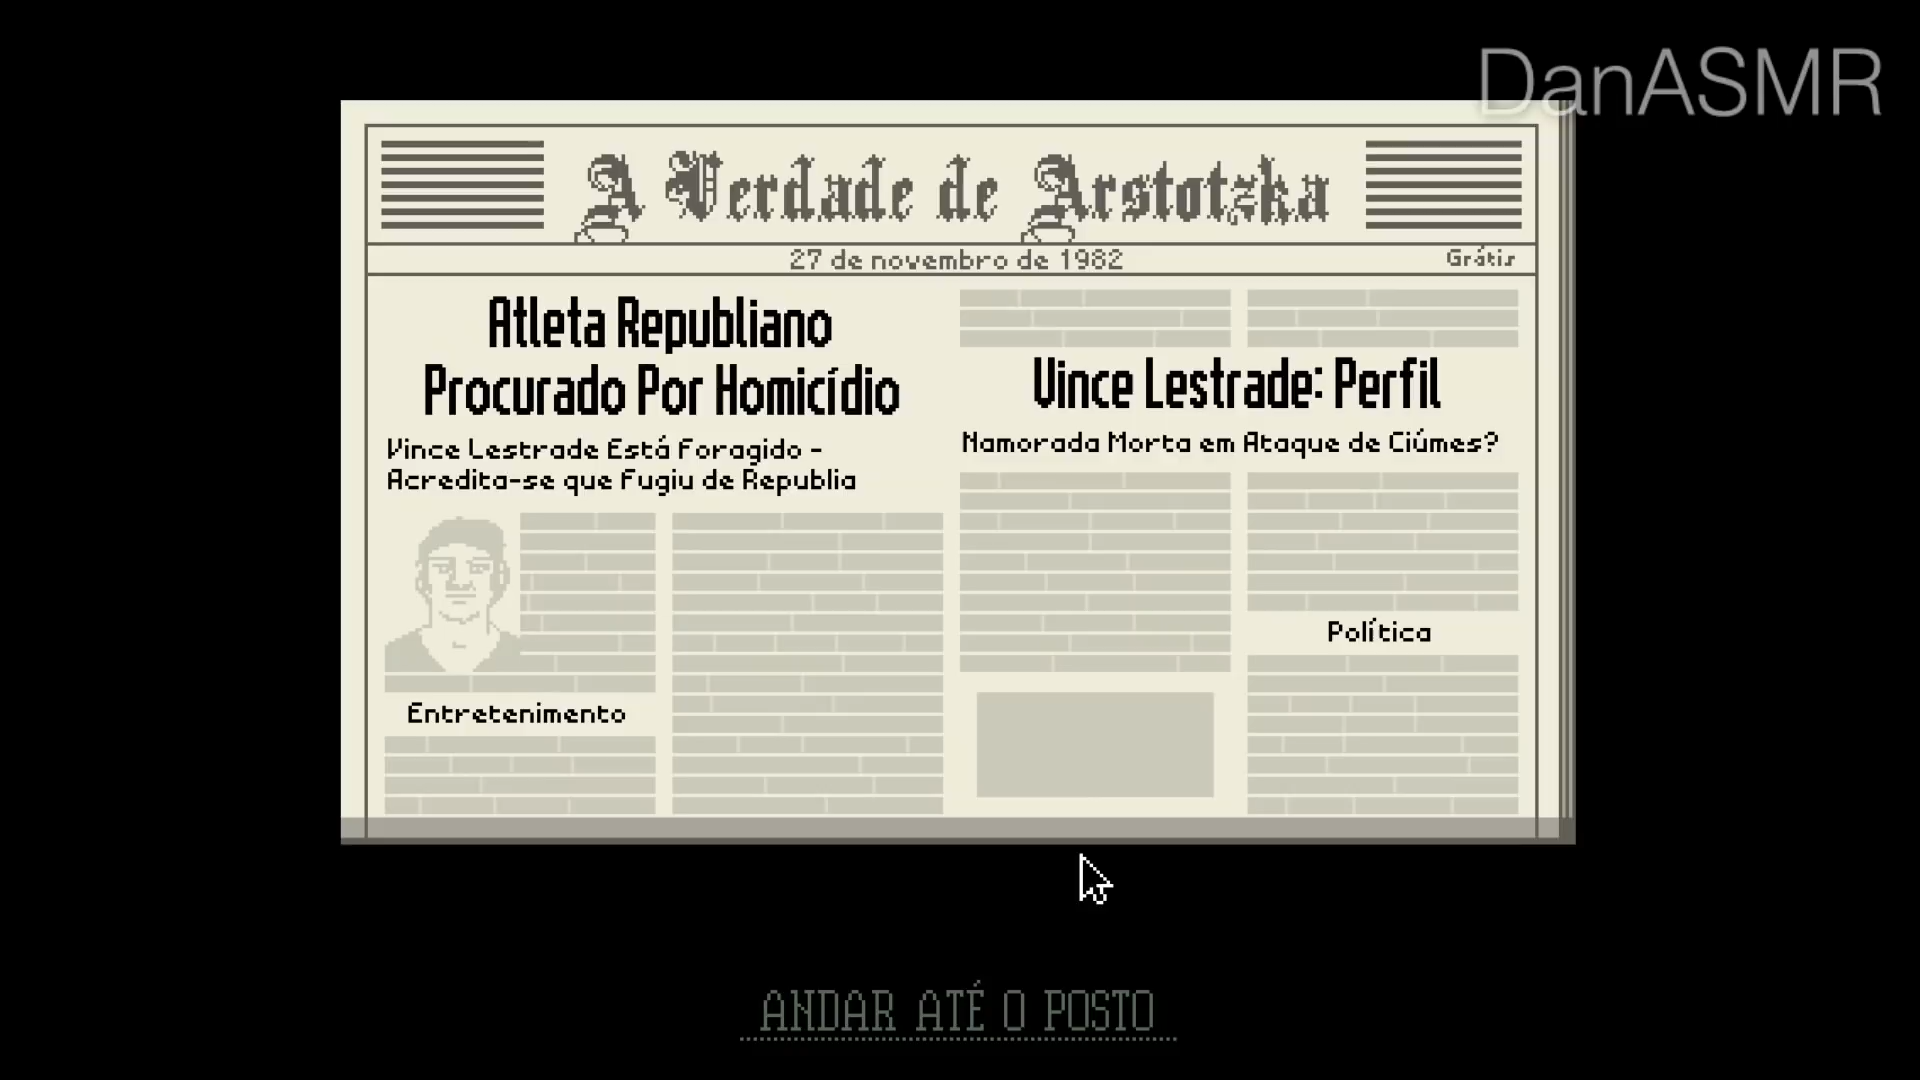 DanASMR
A Verdade de Arstotzka
27 de novembro de 1982
Grátis
Atleta Republiano
Procurado Por Homicídio
Vince Lestrade Está Foragido -
Acredita-se que Fugiu de Republia
Entretenimento
Vince Lestrade: Perfil
Namorada Morta em Ataque de Ciúmes?
Política
ANDAR ATÉ O POSTO